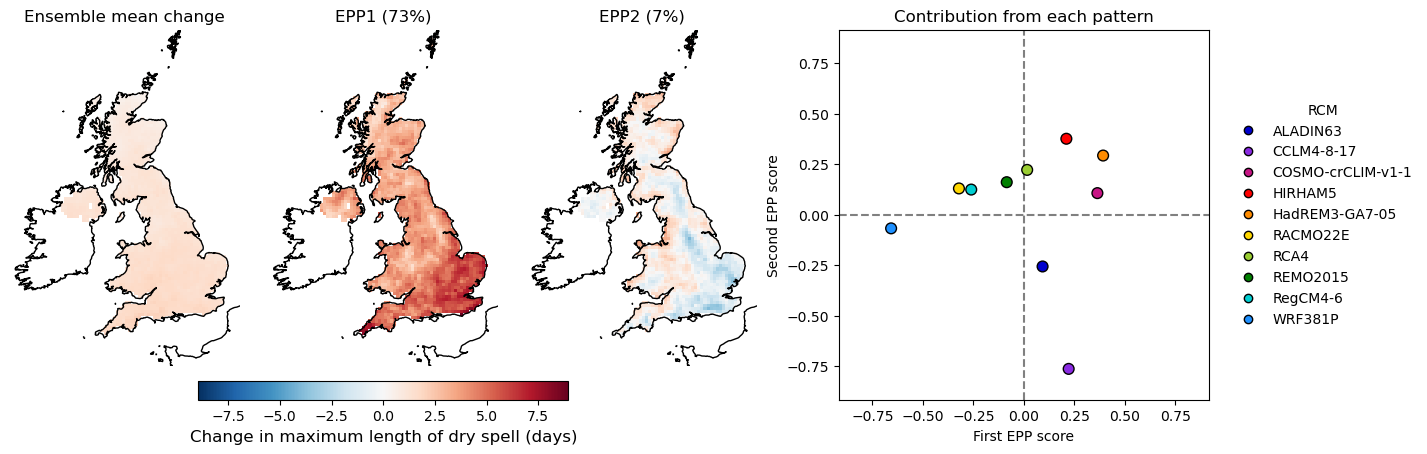 Ensemble mean change
EPP1 (73%)
EPP2 (7%)
−7.5 −5.0 −2.5 0.0 2.5 5.0 7.5
Change in maximum length of dry spell (days)
Contribution from each pattern
Second EPP score
0.75
0.50
0.25
0.00
−0.25
−0.50
−0.75
−0.75 −0.50 −0.25 0.00 0.25 0.50 0.75
First EPP score
RCM
ALADIN63
CCLM4-8-17
COSMO-crCLIM-v1-1
HIRHAM5
HadREM3-GA7-05
RACMO22E
RCA4
REMO2015
RegCM4-6
WRF381P